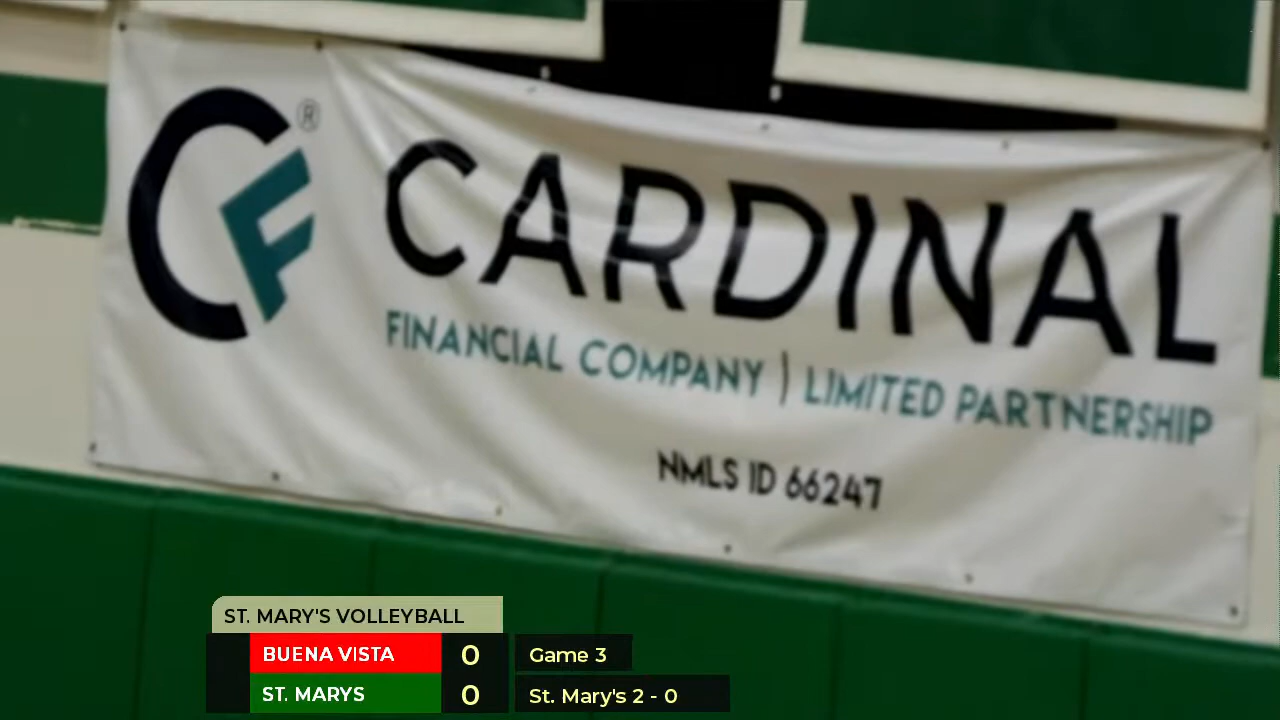 CF®
CARDINAL
FINANCIAL COMPANY | LIMITED PARTNERSHIP
NMLS ID 66247
ST. MARY'S VOLLEYBALL
BUENA VISTA 0 Game 3
ST. MARYS 0 St. Mary's 2 - 0